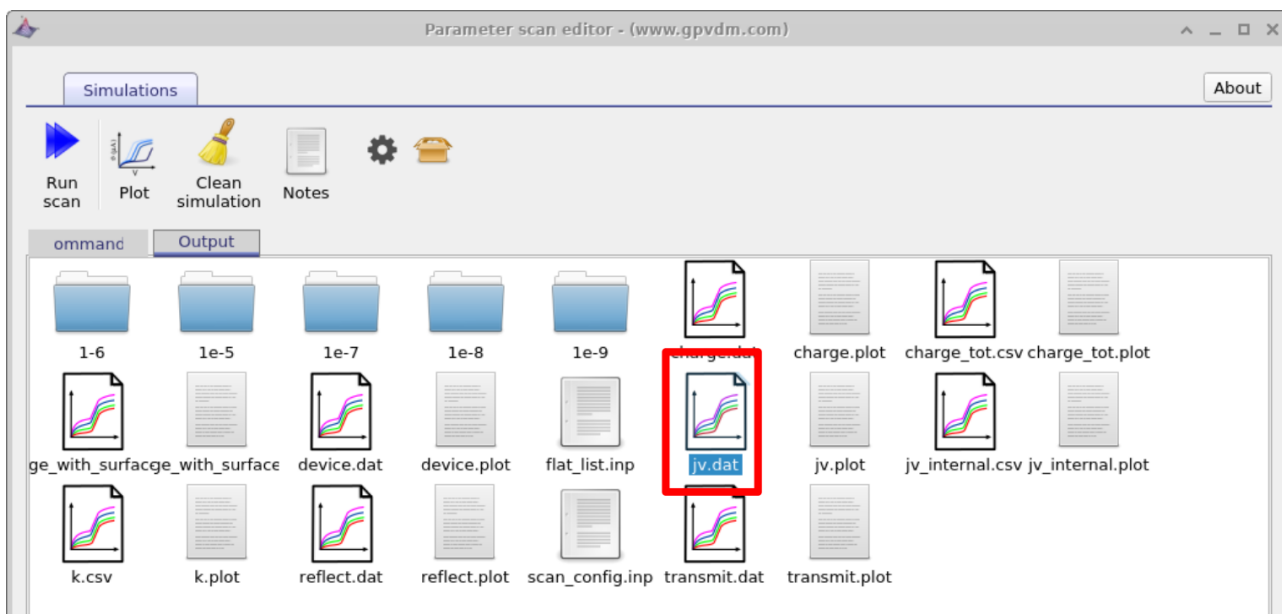 Parameter scan editor - (www.gpvdm.com)
Simulations
About
Run
scan
Plot
Clean
simulation
Notes
ommand
Output
1-6
1e-5
1e-7
1e-8
1e-9
charge.dat
charge.plot
charge_tot.csv
charge_tot.plot
ge_with_surface
ge_with_surface
device.dat
device.plot
flat_list.inp
jv.dat
jv.plot
jv_internal.csv
jv_internal.plot
k.csv
k.plot
reflect.dat
reflect.plot
scan_config.inp
transmit.dat
transmit.plot